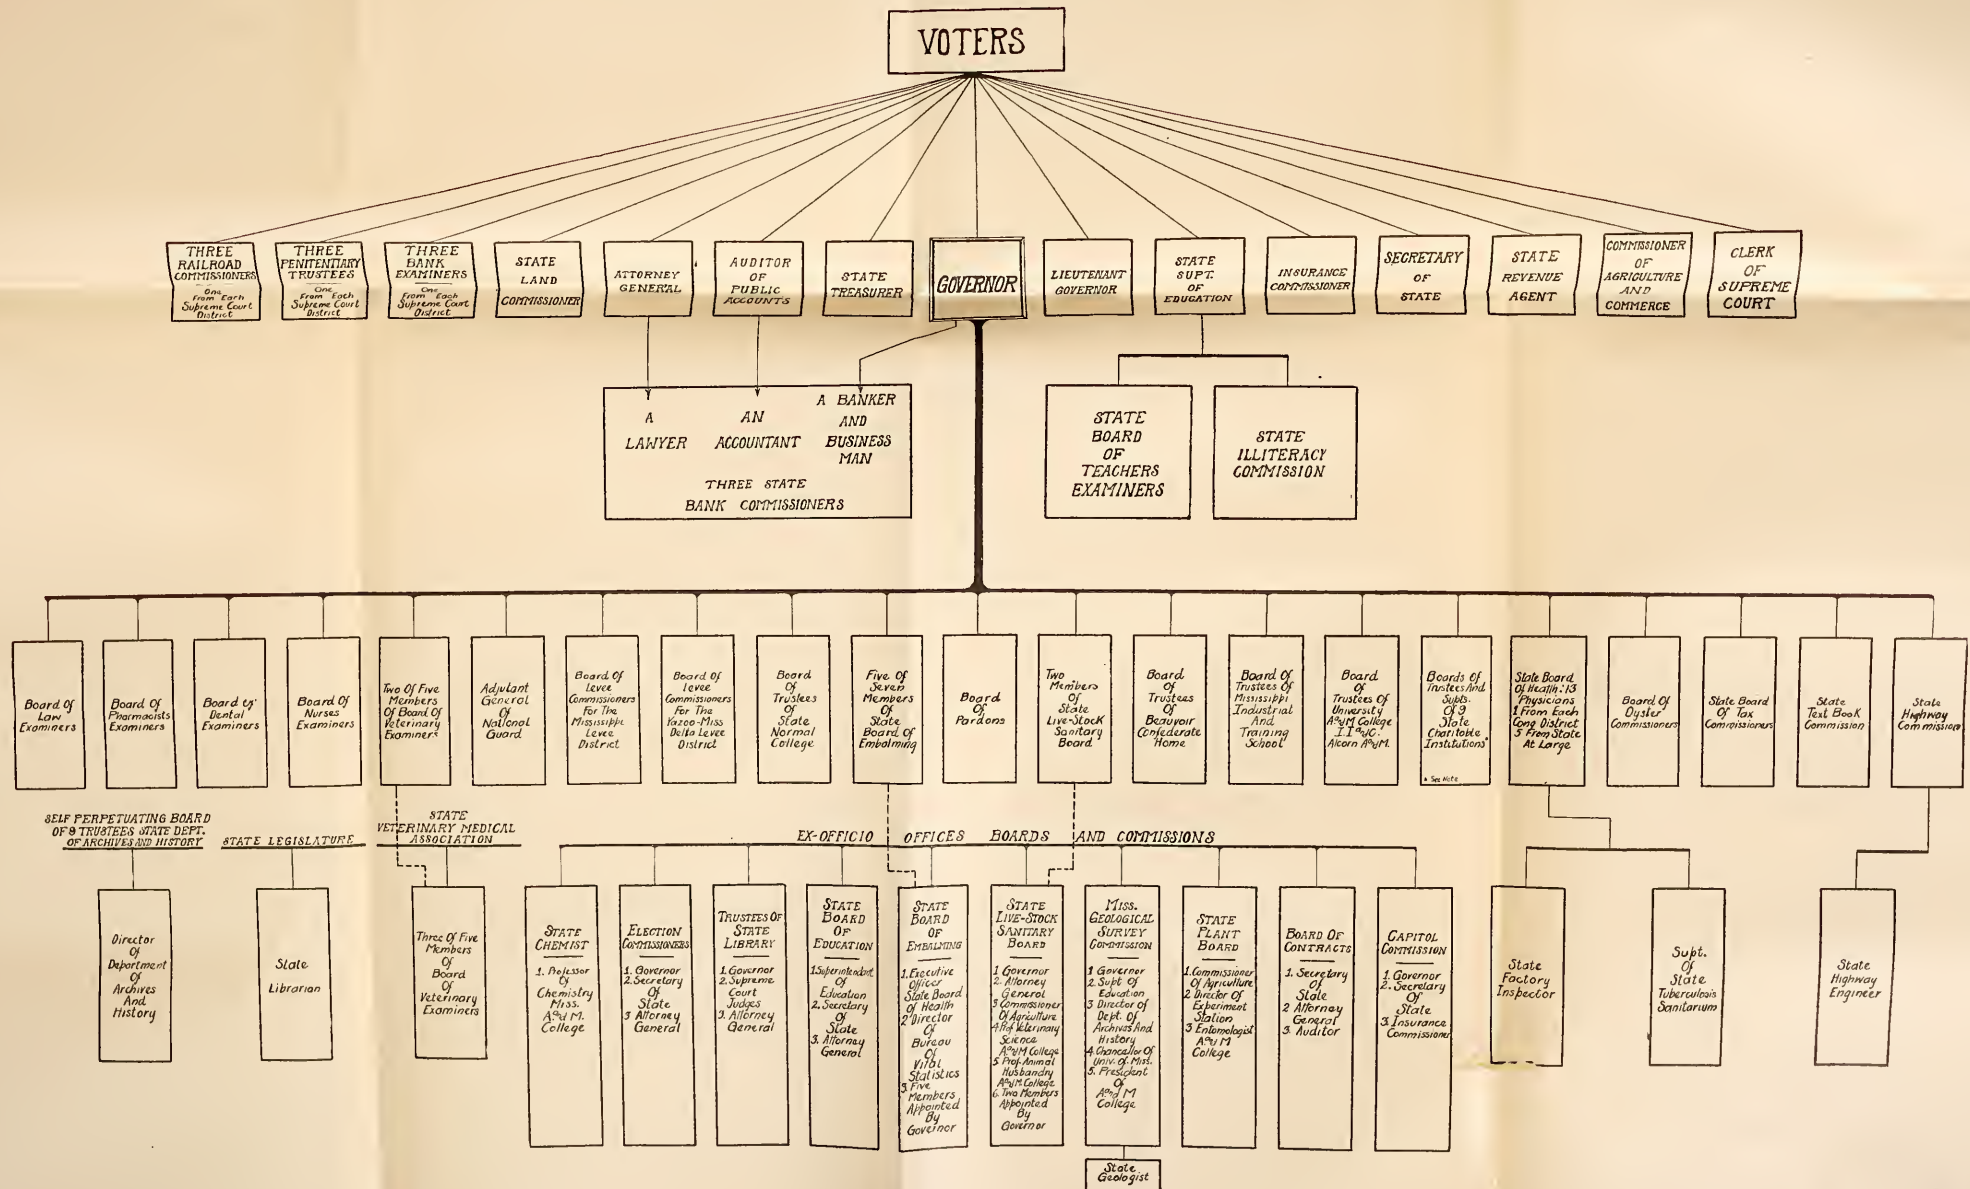 VOTERS
THREE
RAILROAD
COMMISSIONERS
One
From Each
Supreme Court
District
THREE
PENITENTIARY
TRUSTEES
One
From Each
Supreme Court
District
THREE
BANK
EXAMINERS
One
From Each
Supreme Court
District
STATE
LAND
COMMISSIONER
ATTORNEY
GENERAL
AUDITOR
OF
PUBLIC
ACCOUNTS
STATE
TREASURER
GOVERNOR
LIEUTENANT
GOVERNOR
STATE
SUPT.
OF
EDUCATION
INSURANCE
COMMISSIONER
SECRETARY
OF
STATE
STATE
REVENUE
AGENT
COMMISSIONER
OF
AGRICULTURE
AND
COMMERCE
CLERK
OF
SUPREME
COURT
A
LAWYER
AN
ACCOUNTANT
A BANKER
AND
BUSINESS
MAN
THREE STATE
BANK COMMISSIONERS
STATE
BOARD
OF
TEACHERS
EXAMINERS
STATE
ILLITERACY
COMMISSION
Board Of
Law
Examiners
Board Of
Pharmacists
Examiners
Board Of
Dental
Examiners
Board Of
Nurses
Examiners
Two Of Five
Members
Of Board Of
Veterinary
Examiners
Adjutant
General
Of
National
Guard
Board Of
Levee
Commissioners
For The
Mississippi
Levee
District
Board Of
Levee
Commissioners
For The
Yazoo-Miss
Delta Levee
District
Board
Of
Trustees
Of
State
Normal
College
Five Of
Seven
Members
Of
State
Board Of
Embalming
Board
Of
Pardons
Two
Members
Of
State
Live-Stock
Sanitary
Board
Board
Of
Trustees
Of
Beauvoir
Confederate
Home
Board Of
Trustees Of
Mississippi
Industrial
And
Training
School
Board
Of
Trustees Of
University
A and M College
I.I. and C.
Alcorn A and M.
Boards Of
Trustees And
Supts.
Of 9
State
Charitable
Institutions*
* See Note
State Board
Of Health: 13
Physicians
1 From Each
Cong District
5 From State
At Large
Board Of
Oyster
Commissioners
State Board
Of Tax
Commissioners
State
Text Book
Commission
State
Highway
Commission
SELF PERPETUATING BOARD
OF 9 TRUSTEES STATE DEPT.
OF ARCHIVES AND HISTORY
STATE LEGISLATURE
STATE
VETERINARY MEDICAL
ASSOCIATION
EX-OFFICIO OFFICES BOARDS AND COMMISSIONS
Director
Of
Department
Of
Archives
And
History
State
Librarian
Three Of Five
Members
Of
Board
Of
Veterinary
Examiners
STATE
CHEMIST
1. Professor
Of
Chemistry
Miss.
A and M.
College
ELECTION
COMMISSIONERS
1. Governor
2. Secretary
Of
State
3 Attorney
General
TRUSTEES OF
STATE
LIBRARY
1. Governor
2. Supreme
Court
Judges
3. Attorney
General
STATE
BOARD
OF
EDUCATION
1. Superintendent
Of
Education
2. Secretary
Of
State
3. Attorney
General
STATE
BOARD
OF
EMBALMING
1. Executive
Officer
State Board
Of Health
2 Director
Of
Bureau
Of
Vital
Statistics
3. Five
Members
Appointed
By
Governor
STATE
LIVE-STOCK
SANITARY
BOARD
1 Governor
2. Attorney
General
3 Commissioner
Of Agriculture
4. Prof Veterinary
Science
A and M College
5 Prof. Animal
Husbandry
A and M. College
6. Two Members
Appointed
By
Governor
MISS.
GEOLOGICAL
SURVEY
COMMISSION
1 Governor
2. Supt Of
Education
3 Director Of
Dept. Of
Archives And
History
4. Chancellor Of
Univ. Of. Miss.
5. President
Of
A and M
College
STATE
PLANT
BOARD
1. Commissioner
Of Agriculture
2 Director Of
Experiment
Station
3 Entomologist
A and M
College
BOARD OF
CONTRACTS
1. Secretary
Of
State
2 Attorney
General
3. Auditor
CAPITOL
COMMISSION
1. Governor
2. Secretary
Of
State
3. Insurance
Commissioner
State
Factory
Inspector
Supt.
Of
State
Tuberculosis
Sanitarium
State
Highway
Engineer
State
Geologist